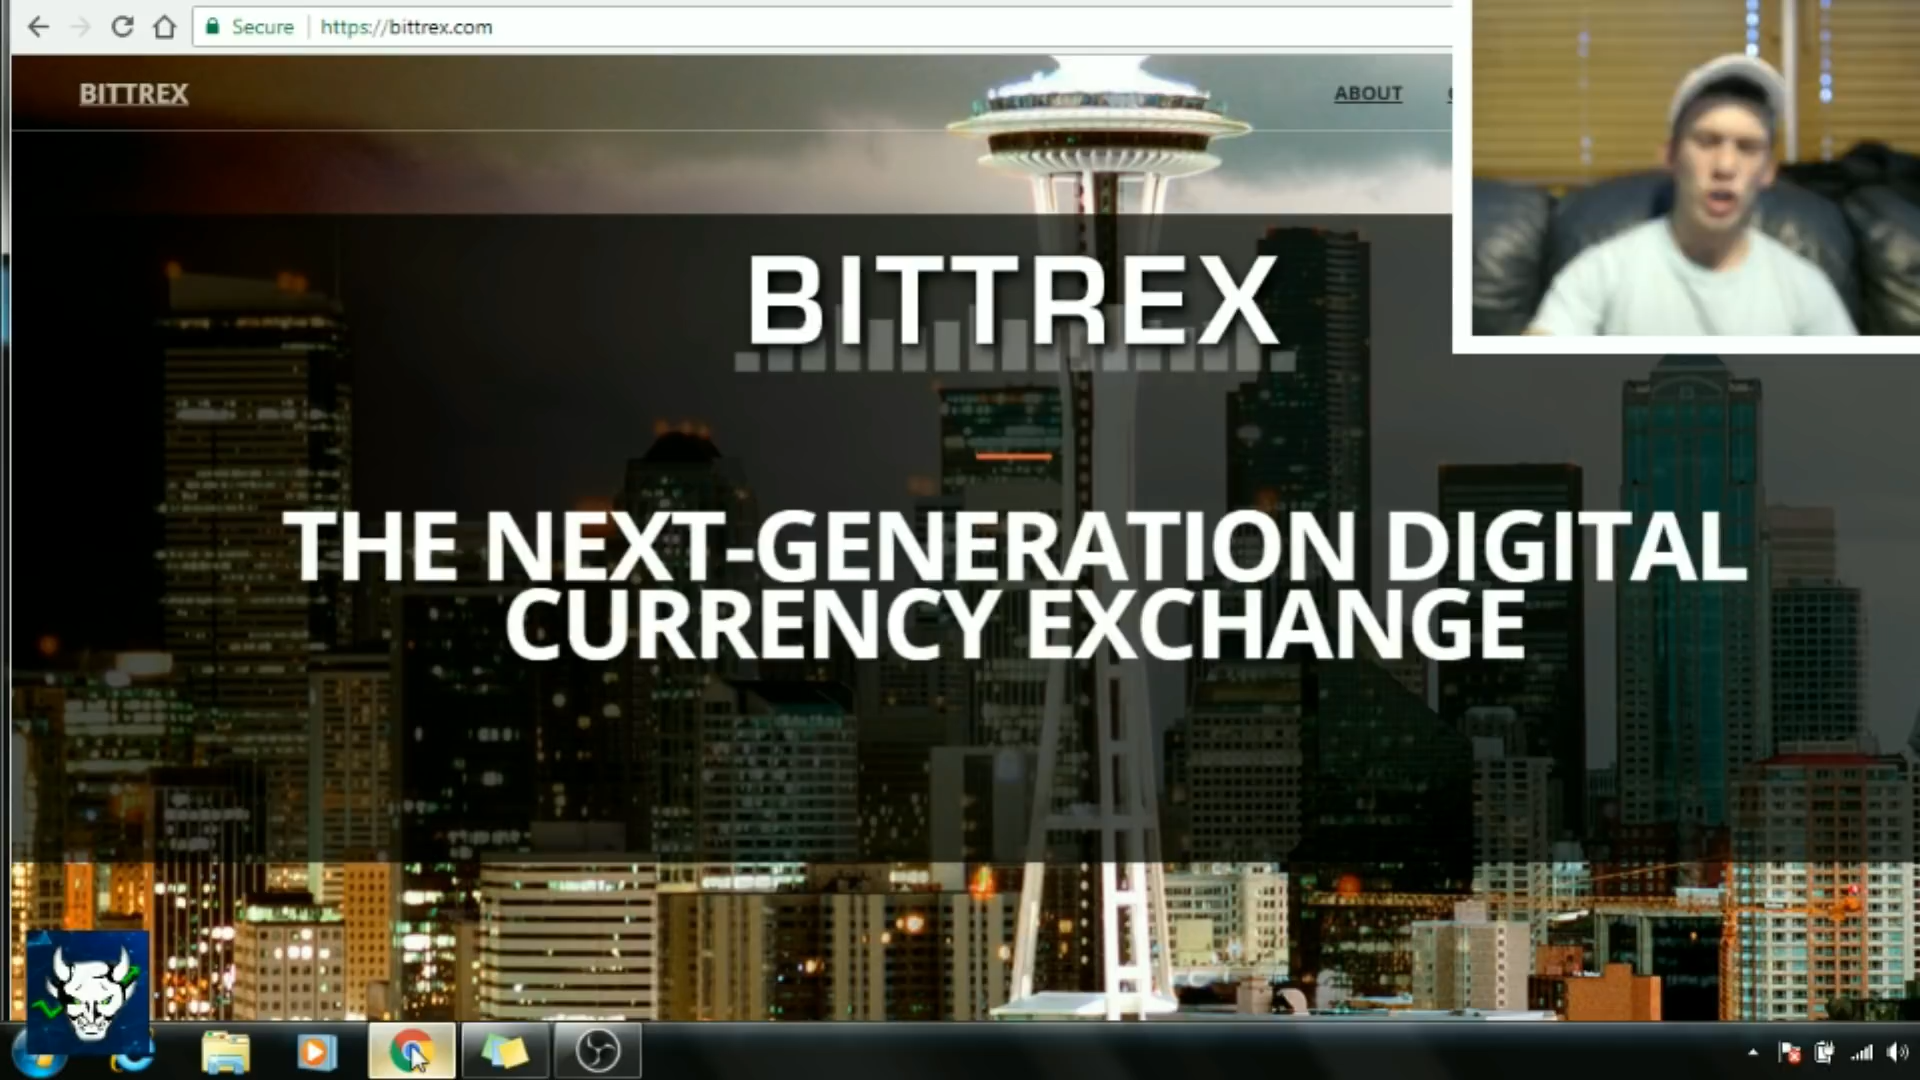 Secure
https://bittrex.com
BITTREX
ABOUT
BITTREX
THE NEXT-GENERATION DIGITAL
CURRENCY EXCHANGE